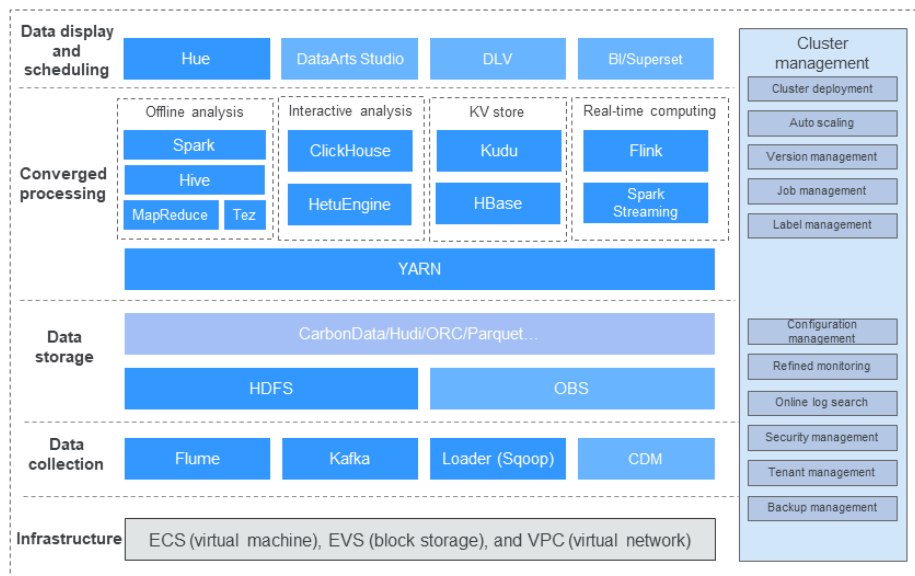 Data display
and
scheduling
Hue
DataArts Studio
DLV
BI/Superset
Converged
processing
Offline analysis
Spark
Hive
MapReduce
Tez
Interactive analysis
ClickHouse
HetuEngine
KV store
Kudu
HBase
Real-time computing
Flink
Spark
Streaming
YARN
Data
storage
CarbonData/Hudi/ORC/Parquet...
HDFS
OBS
Data
collection
Flume
Kafka
Loader (Sqoop)
CDM
Infrastructure
ECS (virtual machine), EVS (block storage), and VPC (virtual network)
Cluster
management
Cluster deployment
Auto scaling
Version management
Job management
Label management
Configuration
management
Refined monitoring
Online log search
Security management
Tenant management
Backup management